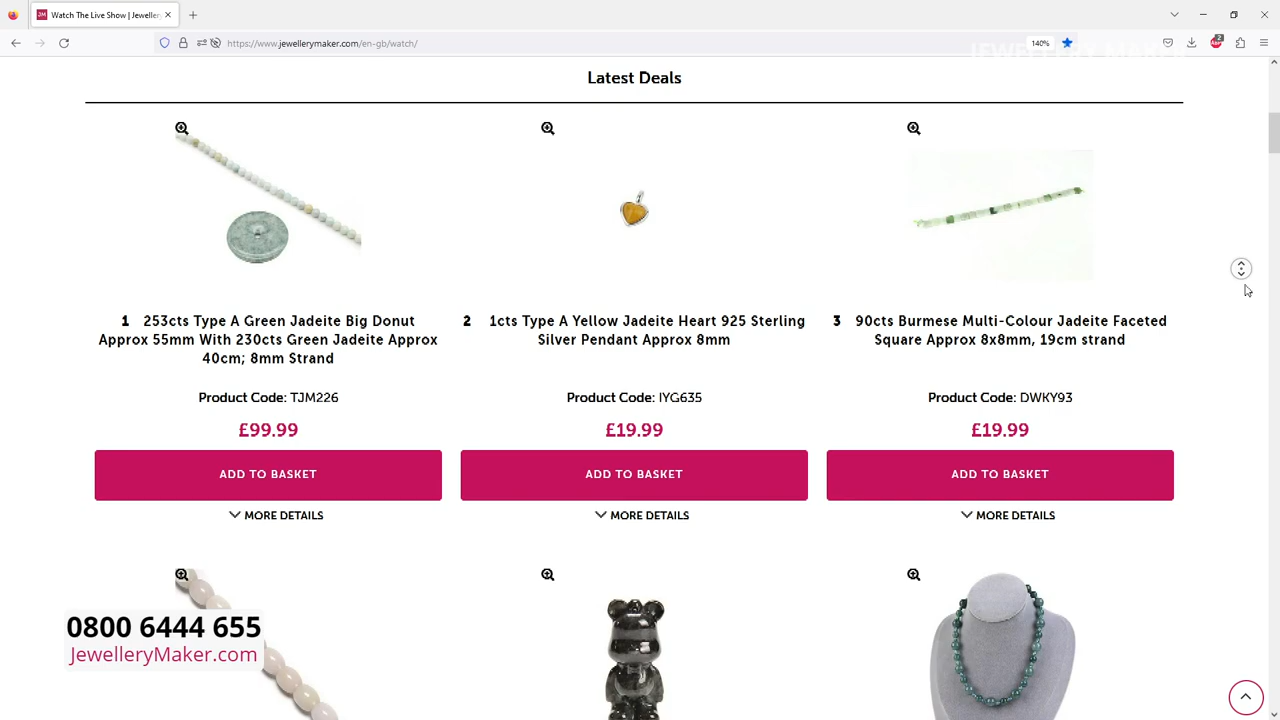 Watch The Live Show | Jewellery
https://www.jewellerymaker.com/en-gb/watch/
140%
2
JEWELLERY MAKER
Latest Deals
1 253cts Type A Green Jadeite Big Donut
Approx 55mm With 230cts Green Jadeite Approx
40cm; 8mm Strand
Product Code: TJM226
£99.99
ADD TO BASKET
MORE DETAILS
2 1cts Type A Yellow Jadeite Heart 925 Sterling
Silver Pendant Approx 8mm
Product Code: IYG635
£19.99
ADD TO BASKET
MORE DETAILS
3 90cts Burmese Multi-Colour Jadeite Faceted
Square Approx 8x8mm, 19cm strand
Product Code: DWKY93
£19.99
ADD TO BASKET
MORE DETAILS
0800 6444 655
JewelleryMaker.com